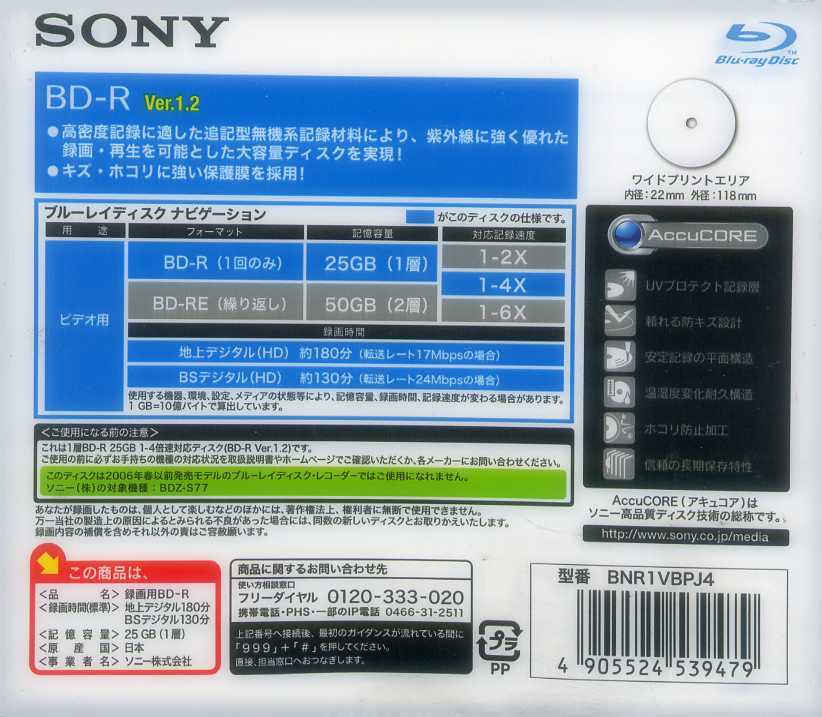 SONY
Blu-ray Disc TM
BD-R Ver.1.2
●高密度記録に適した追記型無機系記録材料により、紫外線に強く優れた
録画・再生を可能とした大容量ディスクを実現！
●キズ・ホコリに強い保護膜を採用！
ワイドプリントエリア
内径：22mm 外径：118mm
ブルーレイディスク ナビゲーション
がこのディスクの仕様です。
用 途 フォーマット 記憶容量 対応記録速度
ビデオ用
BD-R（1回のみ） 25GB（1層）
BD-RE（繰り返し） 50GB（2層）
1-2X
1-4X
1-6X
録画時間
地上デジタル（HD） 約180分（転送レート17Mbpsの場合）
BSデジタル（HD） 約130分（転送レート24Mbpsの場合）
使用する機器、環境、設定、メディアの状態等により、記憶容量、録画時間、記録速度が変わる場合があります。
1 GB=10億バイトで算出しています。
AccuCORE
UVプロテクト記録層
頼れる防キズ設計
安定記録の平面構造
温湿度変化耐久構造
ホコリ防止加工
信頼の長期保存特性
AccuCORE（アキュコア）は
ソニー高品質ディスク技術の総称です。
http://www.sony.co.jp/media
＜ご使用になる前の注意＞
これは1層BD-R 25GB 1-4倍速対応ディスク(BD-R Ver.1.2)です。
ご使用の前に必ずお手持ちの機種の対応状況を取扱説明書やホームページでご確認いただくか、各メーカーにお問い合わせください。
このディスクは2006年春以前発売モデルのブルーレイディスク・レコーダーではご使用になれません。
ソニー(株)の対象機種：BDZ-S77
あなたが録画したものは、個人として楽しむなどのほかには、著作権法上、権利者に無断で使用できません。
万一当社の製造上の原因によるとみられる不良があった場合には、同数の新しいディスクとお取りかえいたします。
録画内容の補償を含めそれ以外の責はご容赦願います。
この商品は、
＜品 名＞ 録画用BD-R
＜録画時間(標準)＞ 地上デジタル180分
BSデジタル130分
＜記憶容量＞ 25GB（1層）
＜原産国＞ 日本
＜事業者名＞ ソニー株式会社
商品に関するお問い合わせ先
使い方相談窓口
フリーダイヤル 0120-333-020
携帯電話・PHS・一部のIP電話 0466-31-2511
上記番号へ接続後、最初のガイダンスが流れている間に
「999」＋「#」を押してください。
直接、担当窓口へおつなぎします。
プラ
PP
型番 BNR1VBPJ4
4 905524 539479